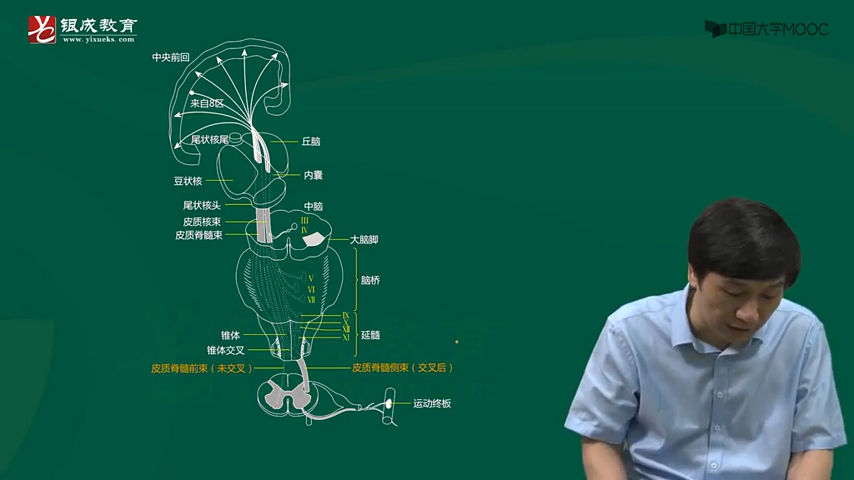 银成教育
www.yixueks.com
中国大学MOOC
中央前回
来自8区
尾状核尾
丘脑
内囊
豆状核
尾状核头
中脑
皮质核束
III
IV
皮质脊髓束
大脑脚
V
脑桥
VI
VII
IX
X
XII
XI
锥体
延髓
锥体交叉
皮质脊髓前束（未交叉）
皮质脊髓侧束（交叉后）
运动终板